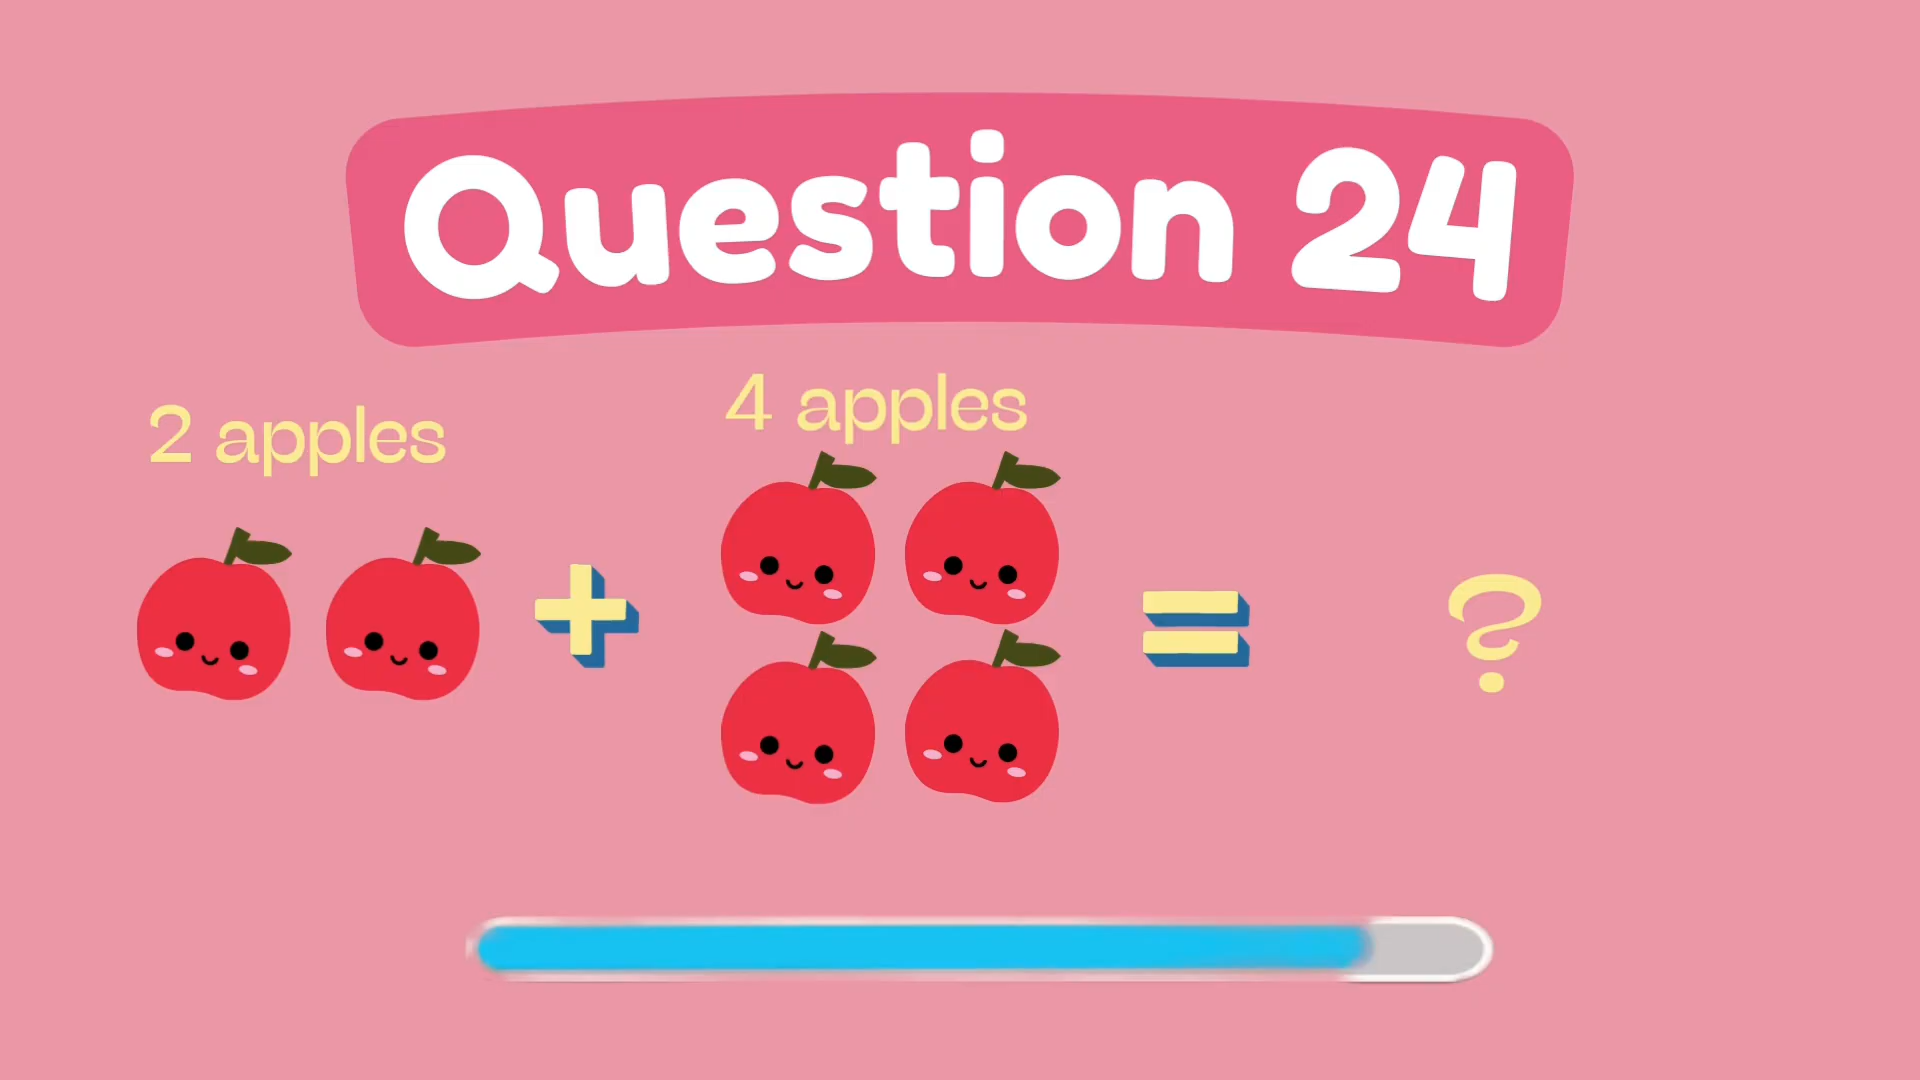 Question 24
2 apples
4 apples
+
=
?